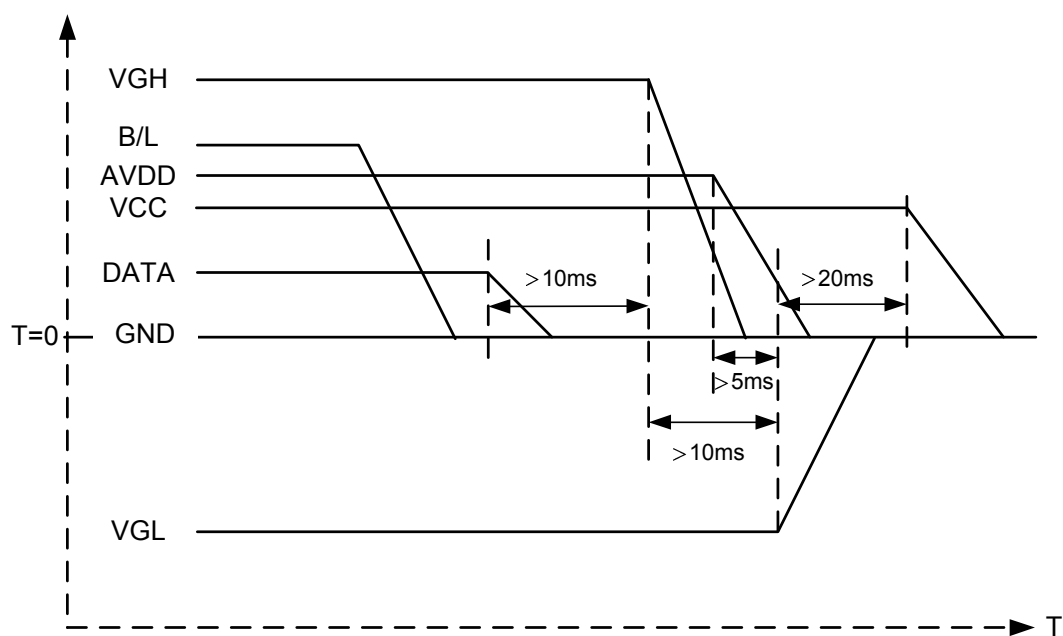 VGH
B/L
AVDD
VCC
DATA
>10ms
>20ms
T=0
GND
>5ms
>10ms
VGL
T